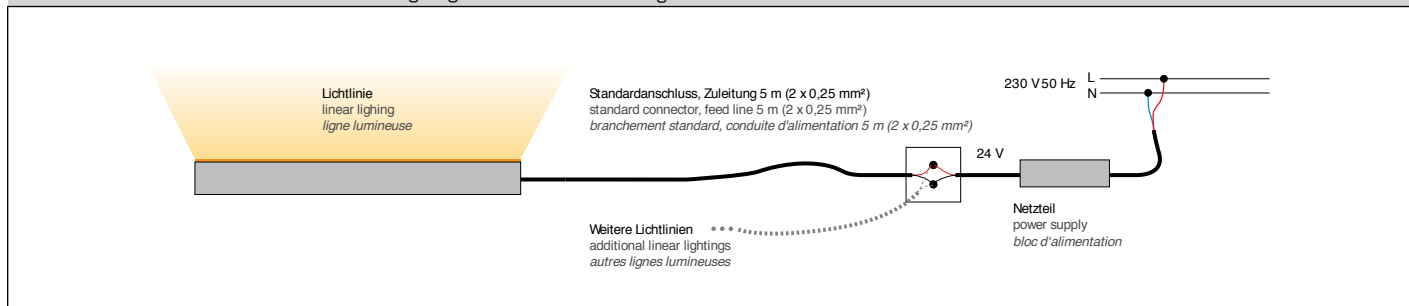 Lichtlinie
linear lighing
ligne lumineuse
Standardanschluss, Zuleitung 5 m (2 x 0,25 mm²)
standard connector, feed line 5 m (2 x 0,25 mm²)
branchement standard, conduite d'alimentation 5 m (2 x 0,25 mm²)
230 V 50 Hz
L
N
24 V
Weitere Lichtlinien
additional linear lightings
autres lignes lumineuses
Netzteil
power supply
bloc d'alimentation